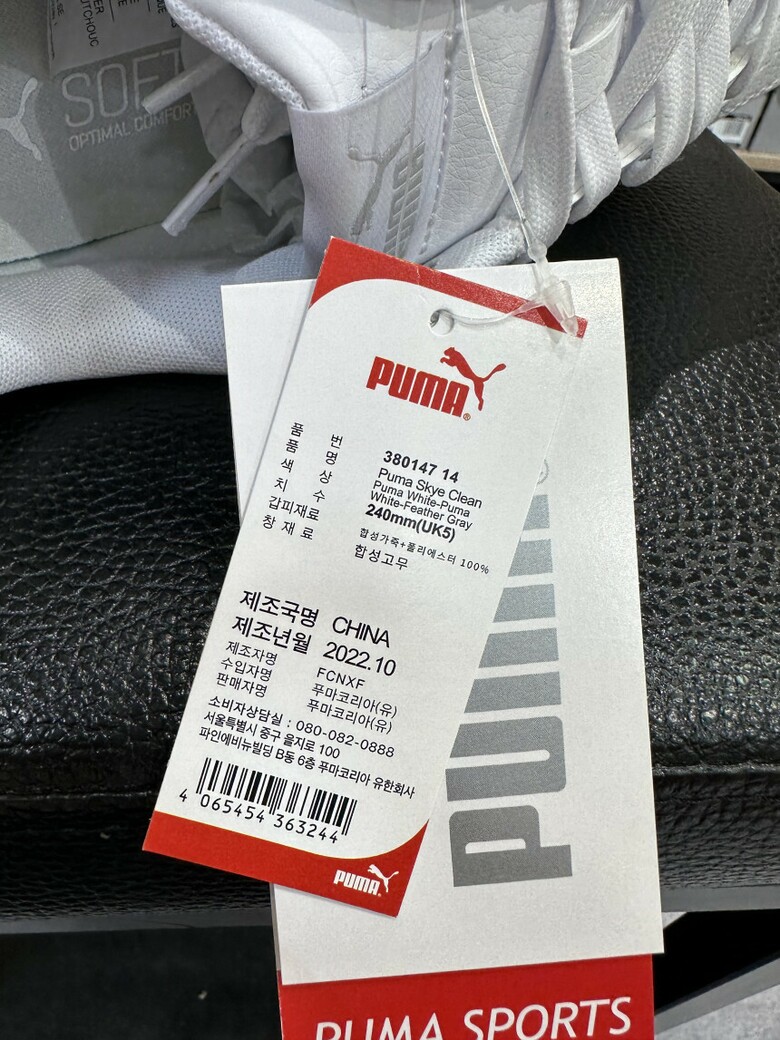 OUTCHOUC
SOFT
OPTIMAL COMFOR
PUMA
품 번 380147 14
품 명 Puma Skye Clean
색 상 Puma White-Puma
White-Feather Gray
치 수 240mm(UK5)
갑피재료 합성가죽+폴리에스터 100%
창 재 료 합성고무
제조국명 CHINA
제조년월 2022.10
제조자명 FCNXF
수입자명 푸마코리아(유)
판매자명 푸마코리아(유)
소비자상담실 : 080-082-0888
서울특별시 중구 을지로 100
파인에비뉴빌딩 B동 6층 푸마코리아 유한회사
4 065454 363244
PUMA
PUMA
PUMA SPORTS